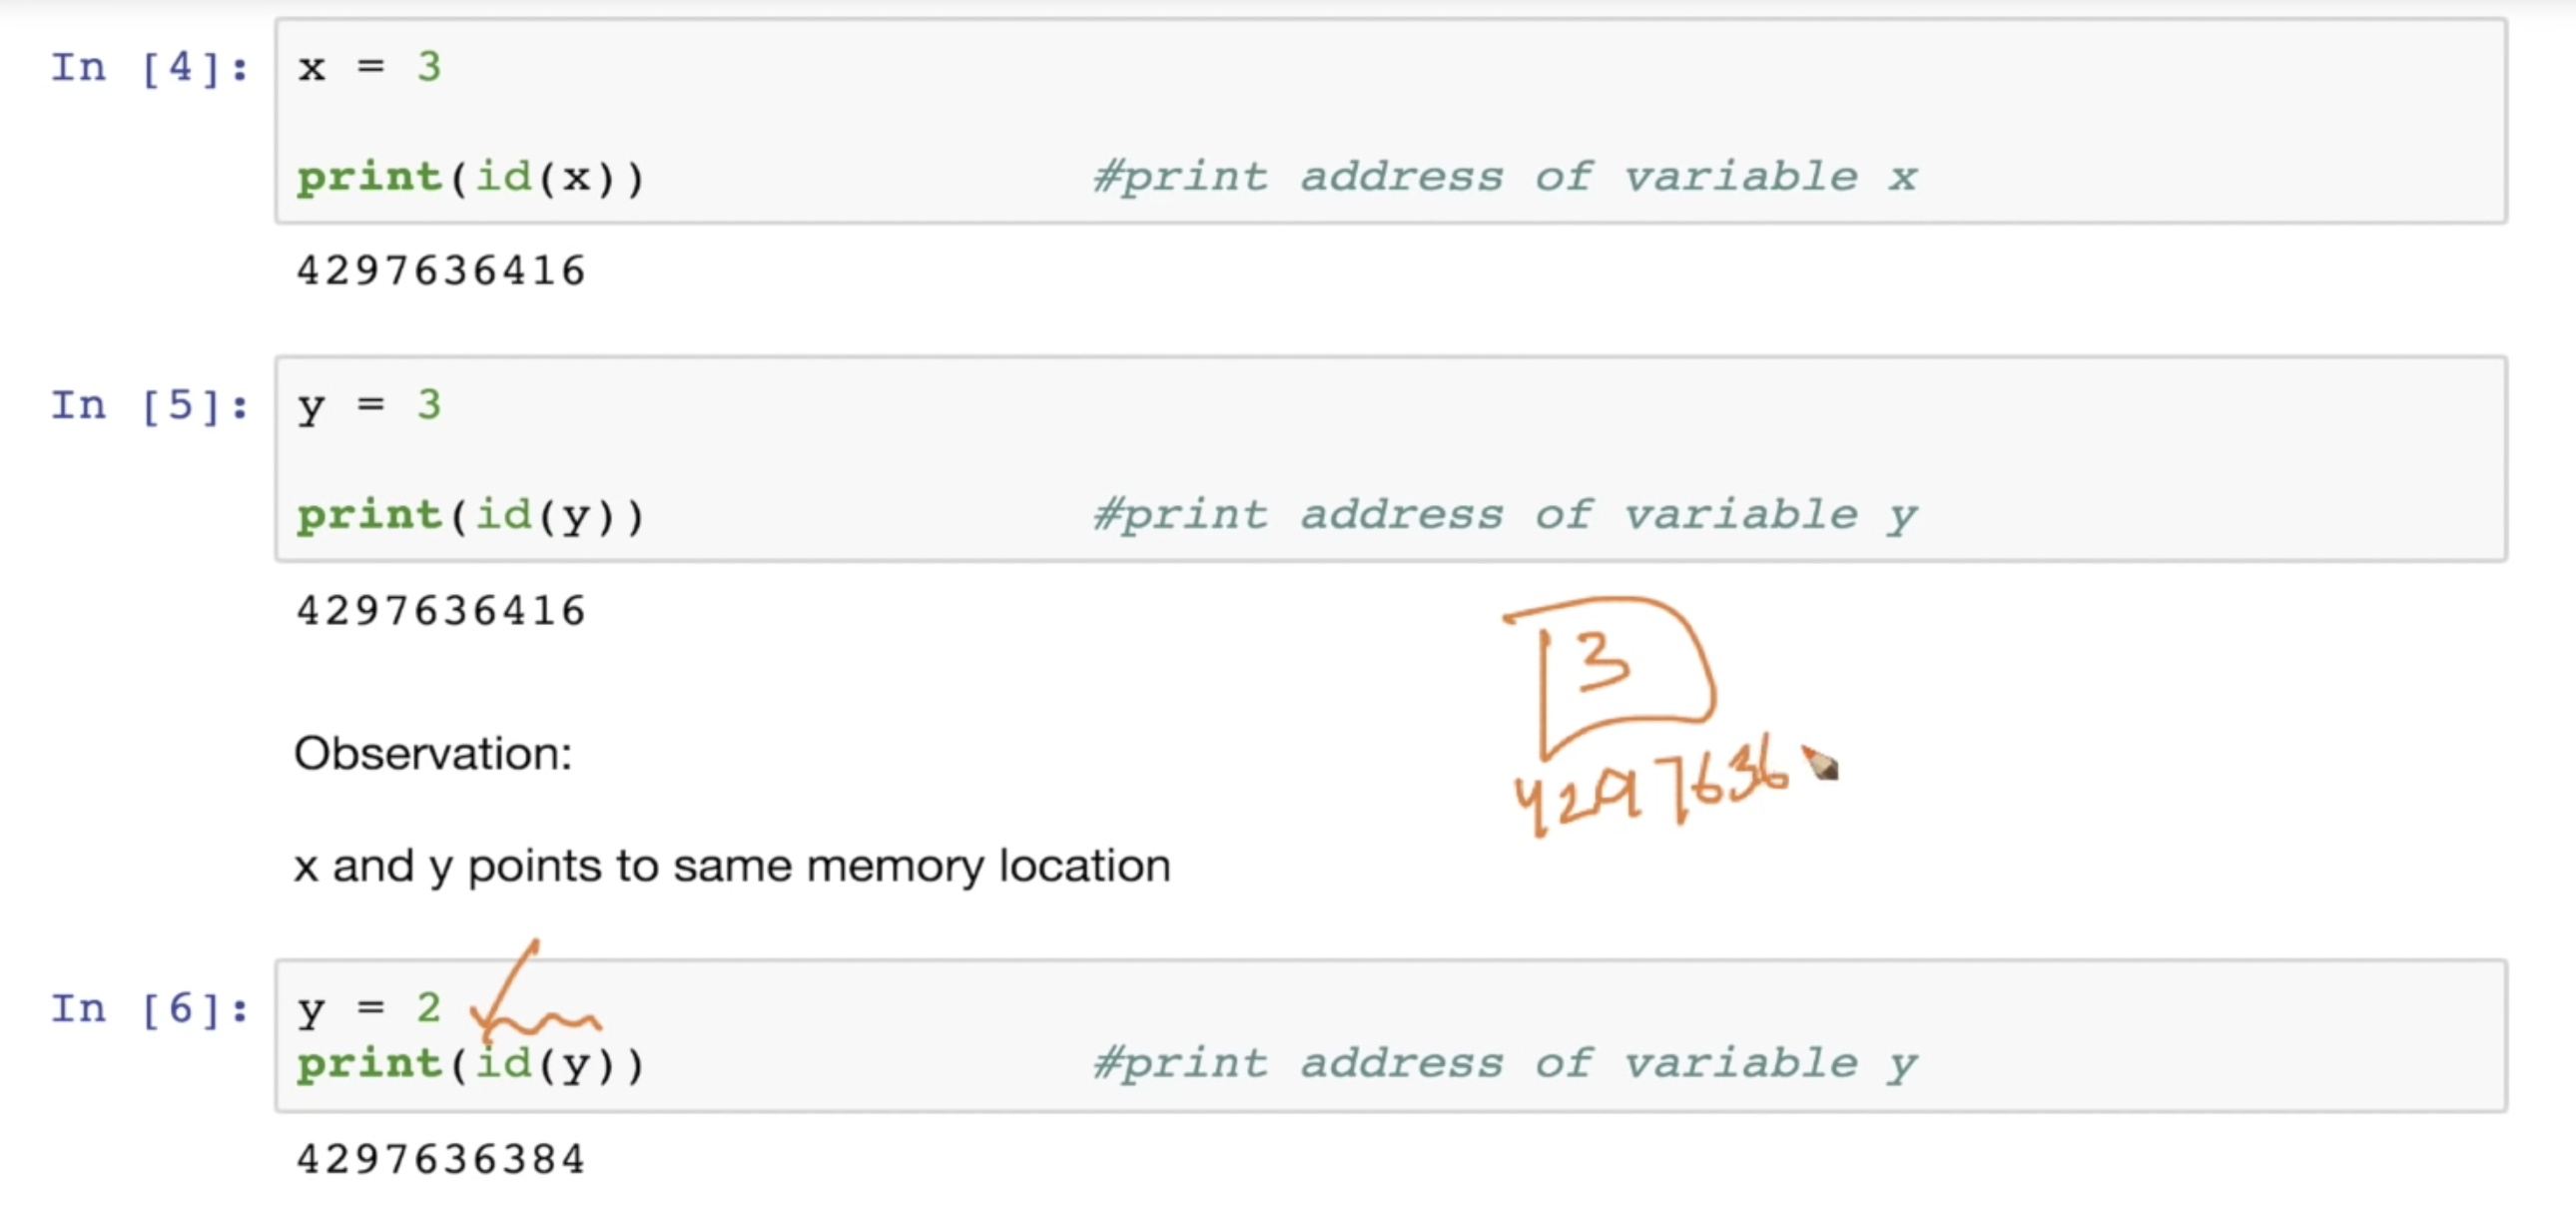 In [4]: x = 3
print(id(x)) #print address of variable x
4297636416
In [5]: y = 3
print(id(y)) #print address of variable y
4297636416
3
4297636
Observation:
x and y points to same memory location
In [6]: y = 2
print(id(y)) #print address of variable y
4297636384